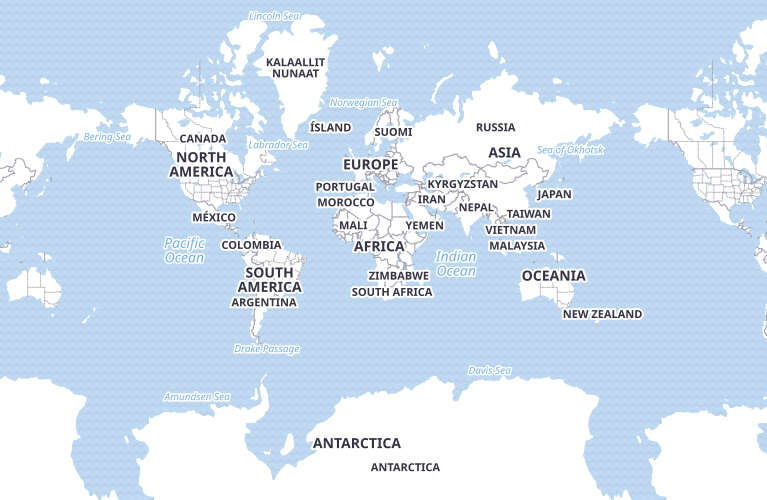 Lincoln Sea
KALAALLIT
NUNAAT
Norwegian Sea
ÍSLAND
SUOMI
RUSSIA
Bering Sea
CANADA
Labrador Sea
Sea of Okhotsk
ASIA
NORTH
AMERICA
EUROPE
PORTUGAL
KYRGYZSTAN
JAPAN
MOROCCO
IRAN
NEPAL
TAIWAN
MÉXICO
MALI
YEMEN
VIETNAM
Pacific
Ocean
COLOMBIA
AFRICA
MALAYSIA
Indian
Ocean
SOUTH
AMERICA
ZIMBABWE
OCEANIA
SOUTH AFRICA
ARGENTINA
NEW ZEALAND
Drake Passage
Davis Sea
Amundsen Sea
ANTARCTICA
ANTARCTICA